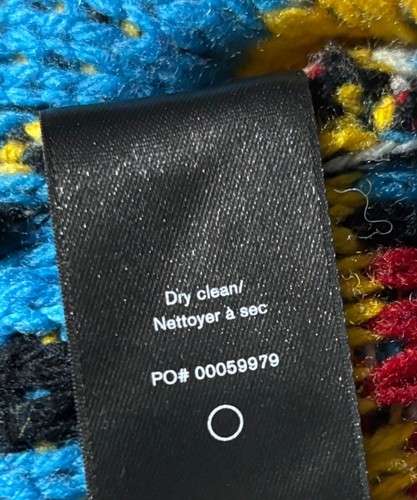 Dry clean/
Nettoyer à sec
PO# 00059979